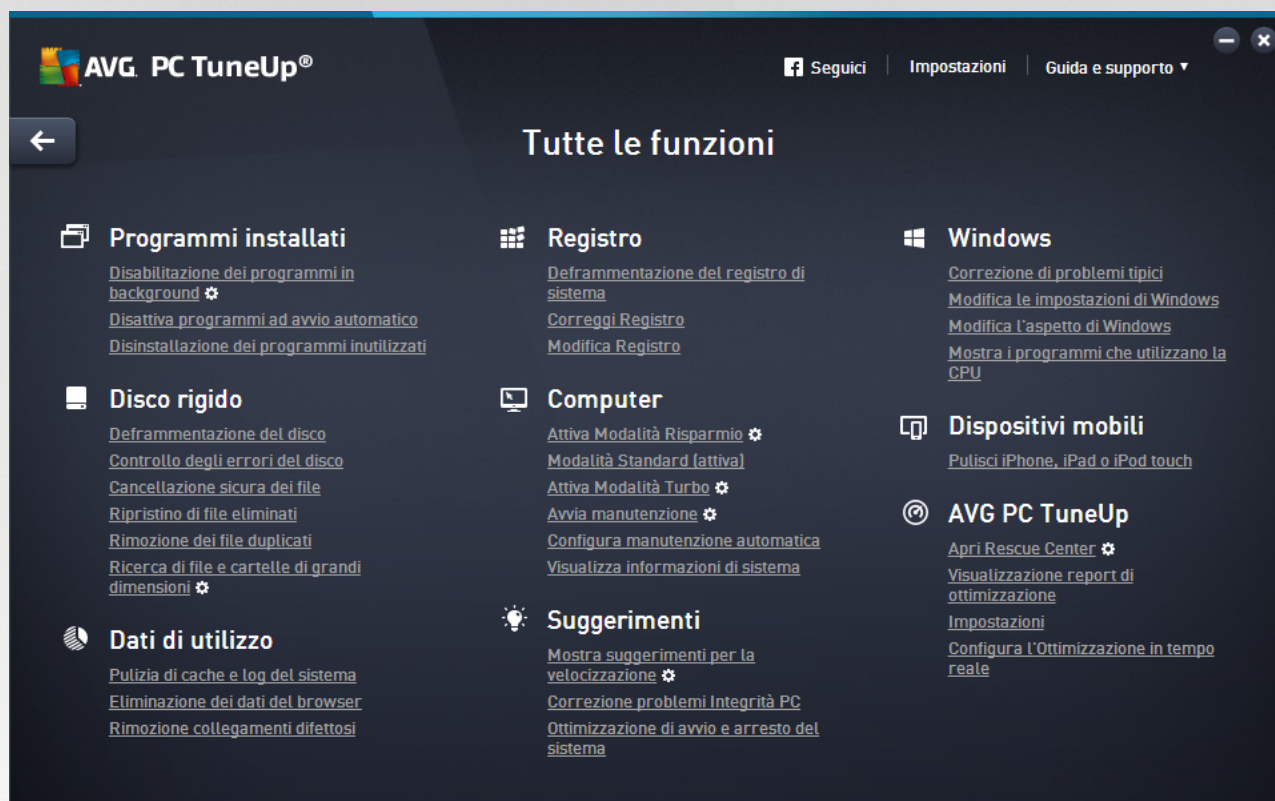 AVG. PC TuneUp®
Seguici
Impostazioni
Guida e supporto
Tutte le funzioni
Programmi installati
Disabilitazione dei programmi in
background
Disattiva programmi ad avvio automatico
Disinstallazione dei programmi inutilizzati
Disco rigido
Deframmentazione del disco
Controllo degli errori del disco
Cancellazione sicura dei file
Ripristino di file eliminati
Rimozione dei file duplicati
Ricerca di file e cartelle di grandi
dimensioni
Dati di utilizzo
Pulizia di cache e log del sistema
Eliminazione dei dati del browser
Rimozione collegamenti difettosi
Registro
Deframmentazione del registro di
sistema
Correggi Registro
Modifica Registro
Computer
Attiva Modalità Risparmio
Modalità Standard (attiva)
Attiva Modalità Turbo
Avvia manutenzione
Configura manutenzione automatica
Visualizza informazioni di sistema
Suggerimenti
Mostra suggerimenti per la
velocizzazione
Correzione problemi Integrità PC
Ottimizzazione di avvio e arresto del
sistema
Windows
Correzione di problemi tipici
Modifica le impostazioni di Windows
Modifica l'aspetto di Windows
Mostra i programmi che utilizzano la
CPU
Dispositivi mobili
Pulisci iPhone, iPad o iPod touch
AVG PC TuneUp
Apri Rescue Center
Visualizzazione report di
ottimizzazione
Impostazioni
Configura l'Ottimizzazione in tempo
reale